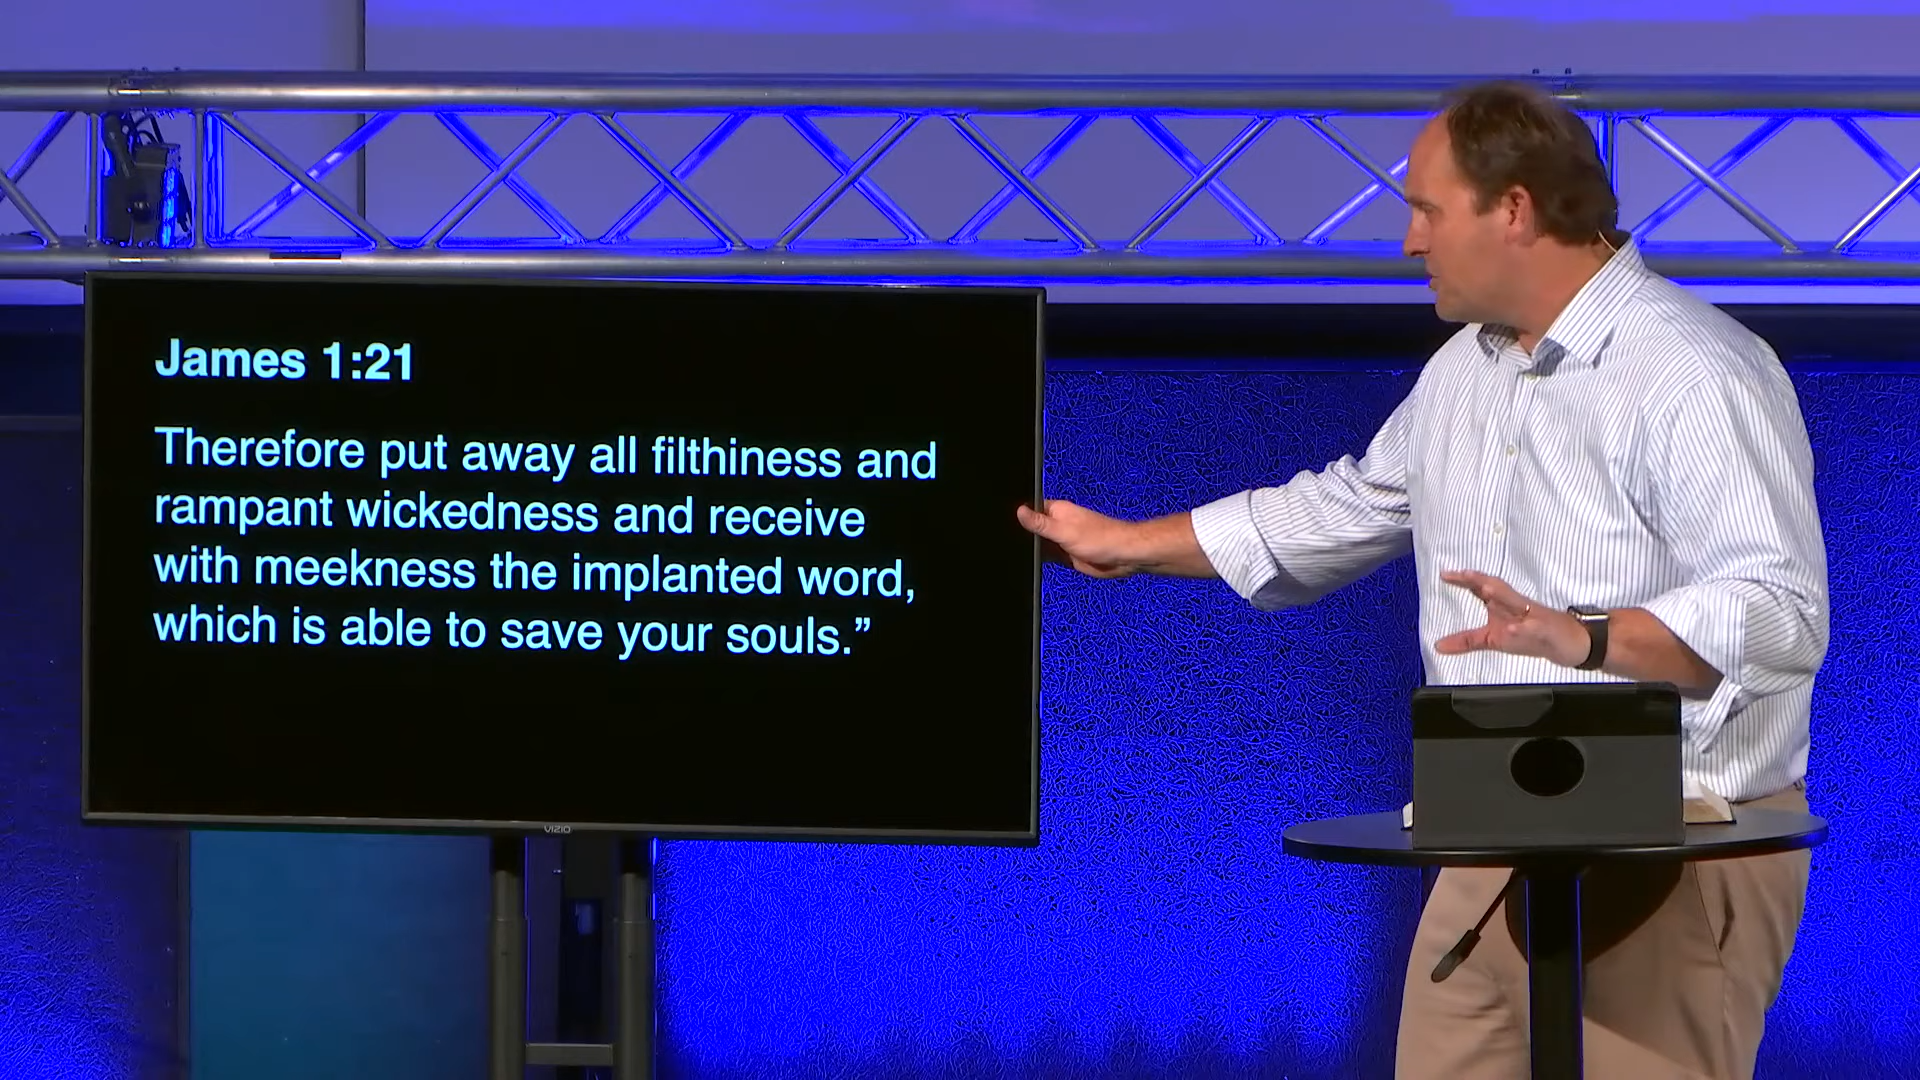 James 1:21
Therefore put away all filthiness and
rampant wickedness and receive
with meekness the implanted word,
which is able to save your souls.”
VIZIO